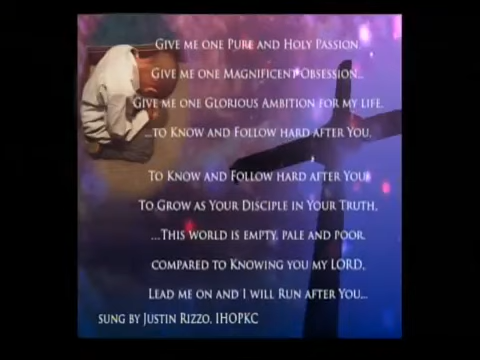 Give me one Pure and Holy Passion
Give me one Magnificent Obsession...
Give me one Glorious Ambition for my life.
...to Know and Follow hard after You.
To Know and Follow hard after You
To Grow as Your Disciple in Your Truth,
...This world is empty, pale and poor
compared to Knowing you my LORD,
Lead me on and I will Run after You...
sung by Justin Rizzo, IHOPKC